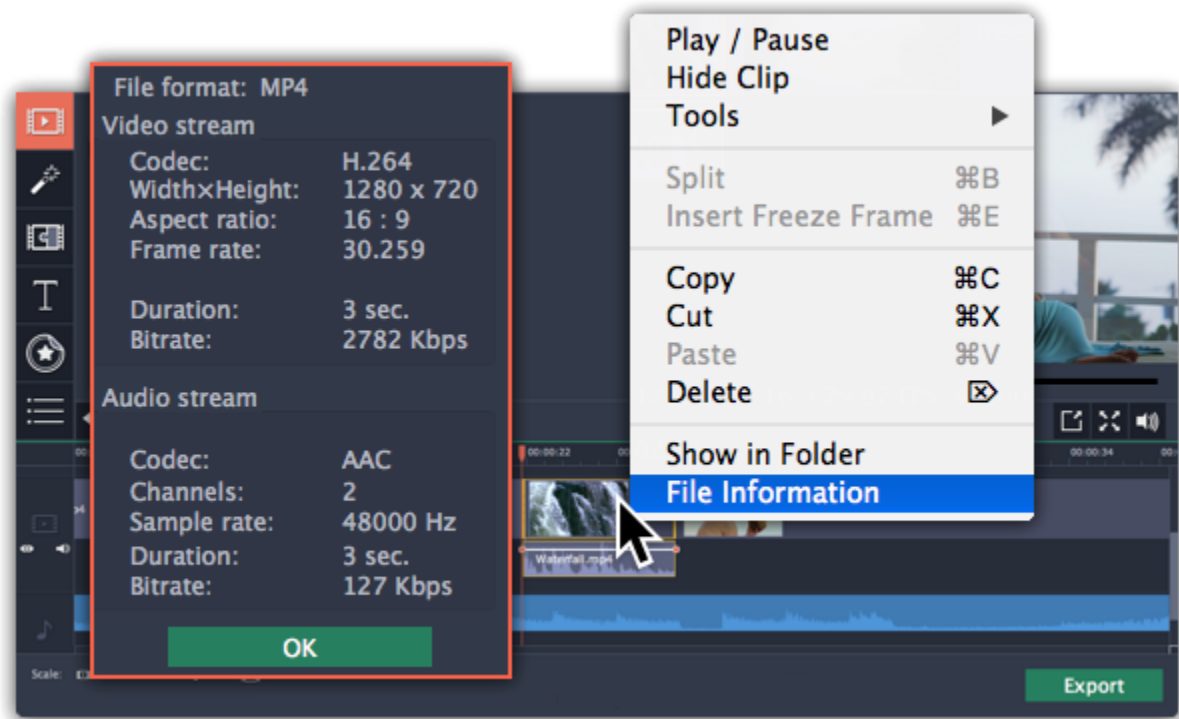 File format: MP4
Video stream
Codec: H.264
Width×Height: 1280 x 720
Aspect ratio: 16 : 9
Frame rate: 30.259
Duration: 3 sec.
Bitrate: 2782 Kbps
Audio stream
Codec: AAC
Channels: 2
Sample rate: 48000 Hz
Duration: 3 sec.
Bitrate: 127 Kbps
OK
Play / Pause
Hide Clip
Tools ▶
Split ⌘B
Insert Freeze Frame ⌘E
Copy ⌘C
Cut ⌘X
Paste ⌘V
Delete ⌦
Show in Folder
File Information
T
00:00:22
00:00:34
Waterfall.mp4
Scale:
Export